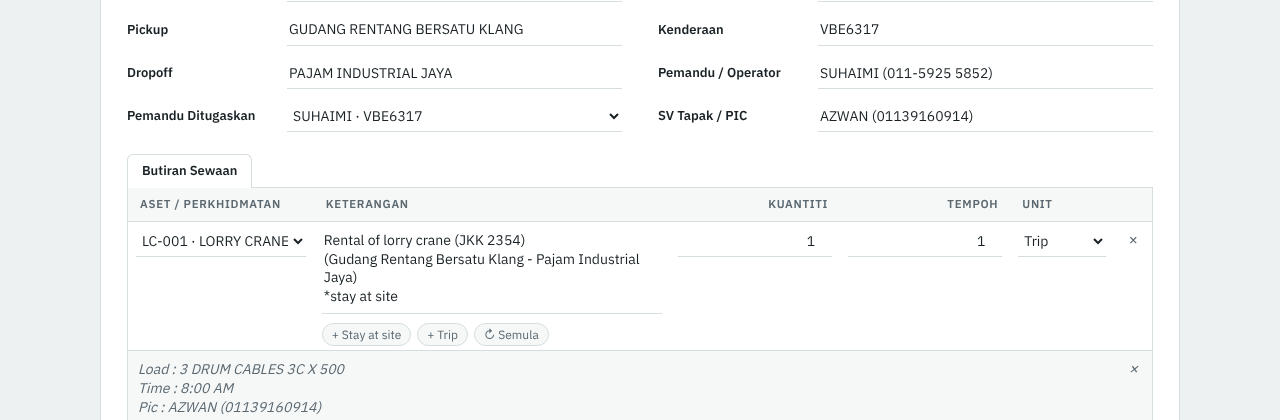 Pickup GUDANG RENTANG BERSATU KLANG Kenderaan VBE6317
Dropoff PAJAM INDUSTRIAL JAYA Pemandu / Operator SUHAIMI (011-5925 5852)
Pemandu Ditugaskan SUHAIMI · VBE6317 SV Tapak / PIC AZWAN (01139160914)
Butiran Sewaan
ASET / PERKHIDMATAN KETERANGAN KUANTITI TEMPOH UNIT
LC-001 · LORRY CRANE Rental of lorry crane (JKK 2354) 1 1 Trip ×
(Gudang Rentang Bersatu Klang - Pajam Industrial
Jaya)
*stay at site
+ Stay at site + Trip ↻ Semula
Load : 3 DRUM CABLES 3C X 500 ×
Time : 8:00 AM
Pic : AZWAN (01139160914)